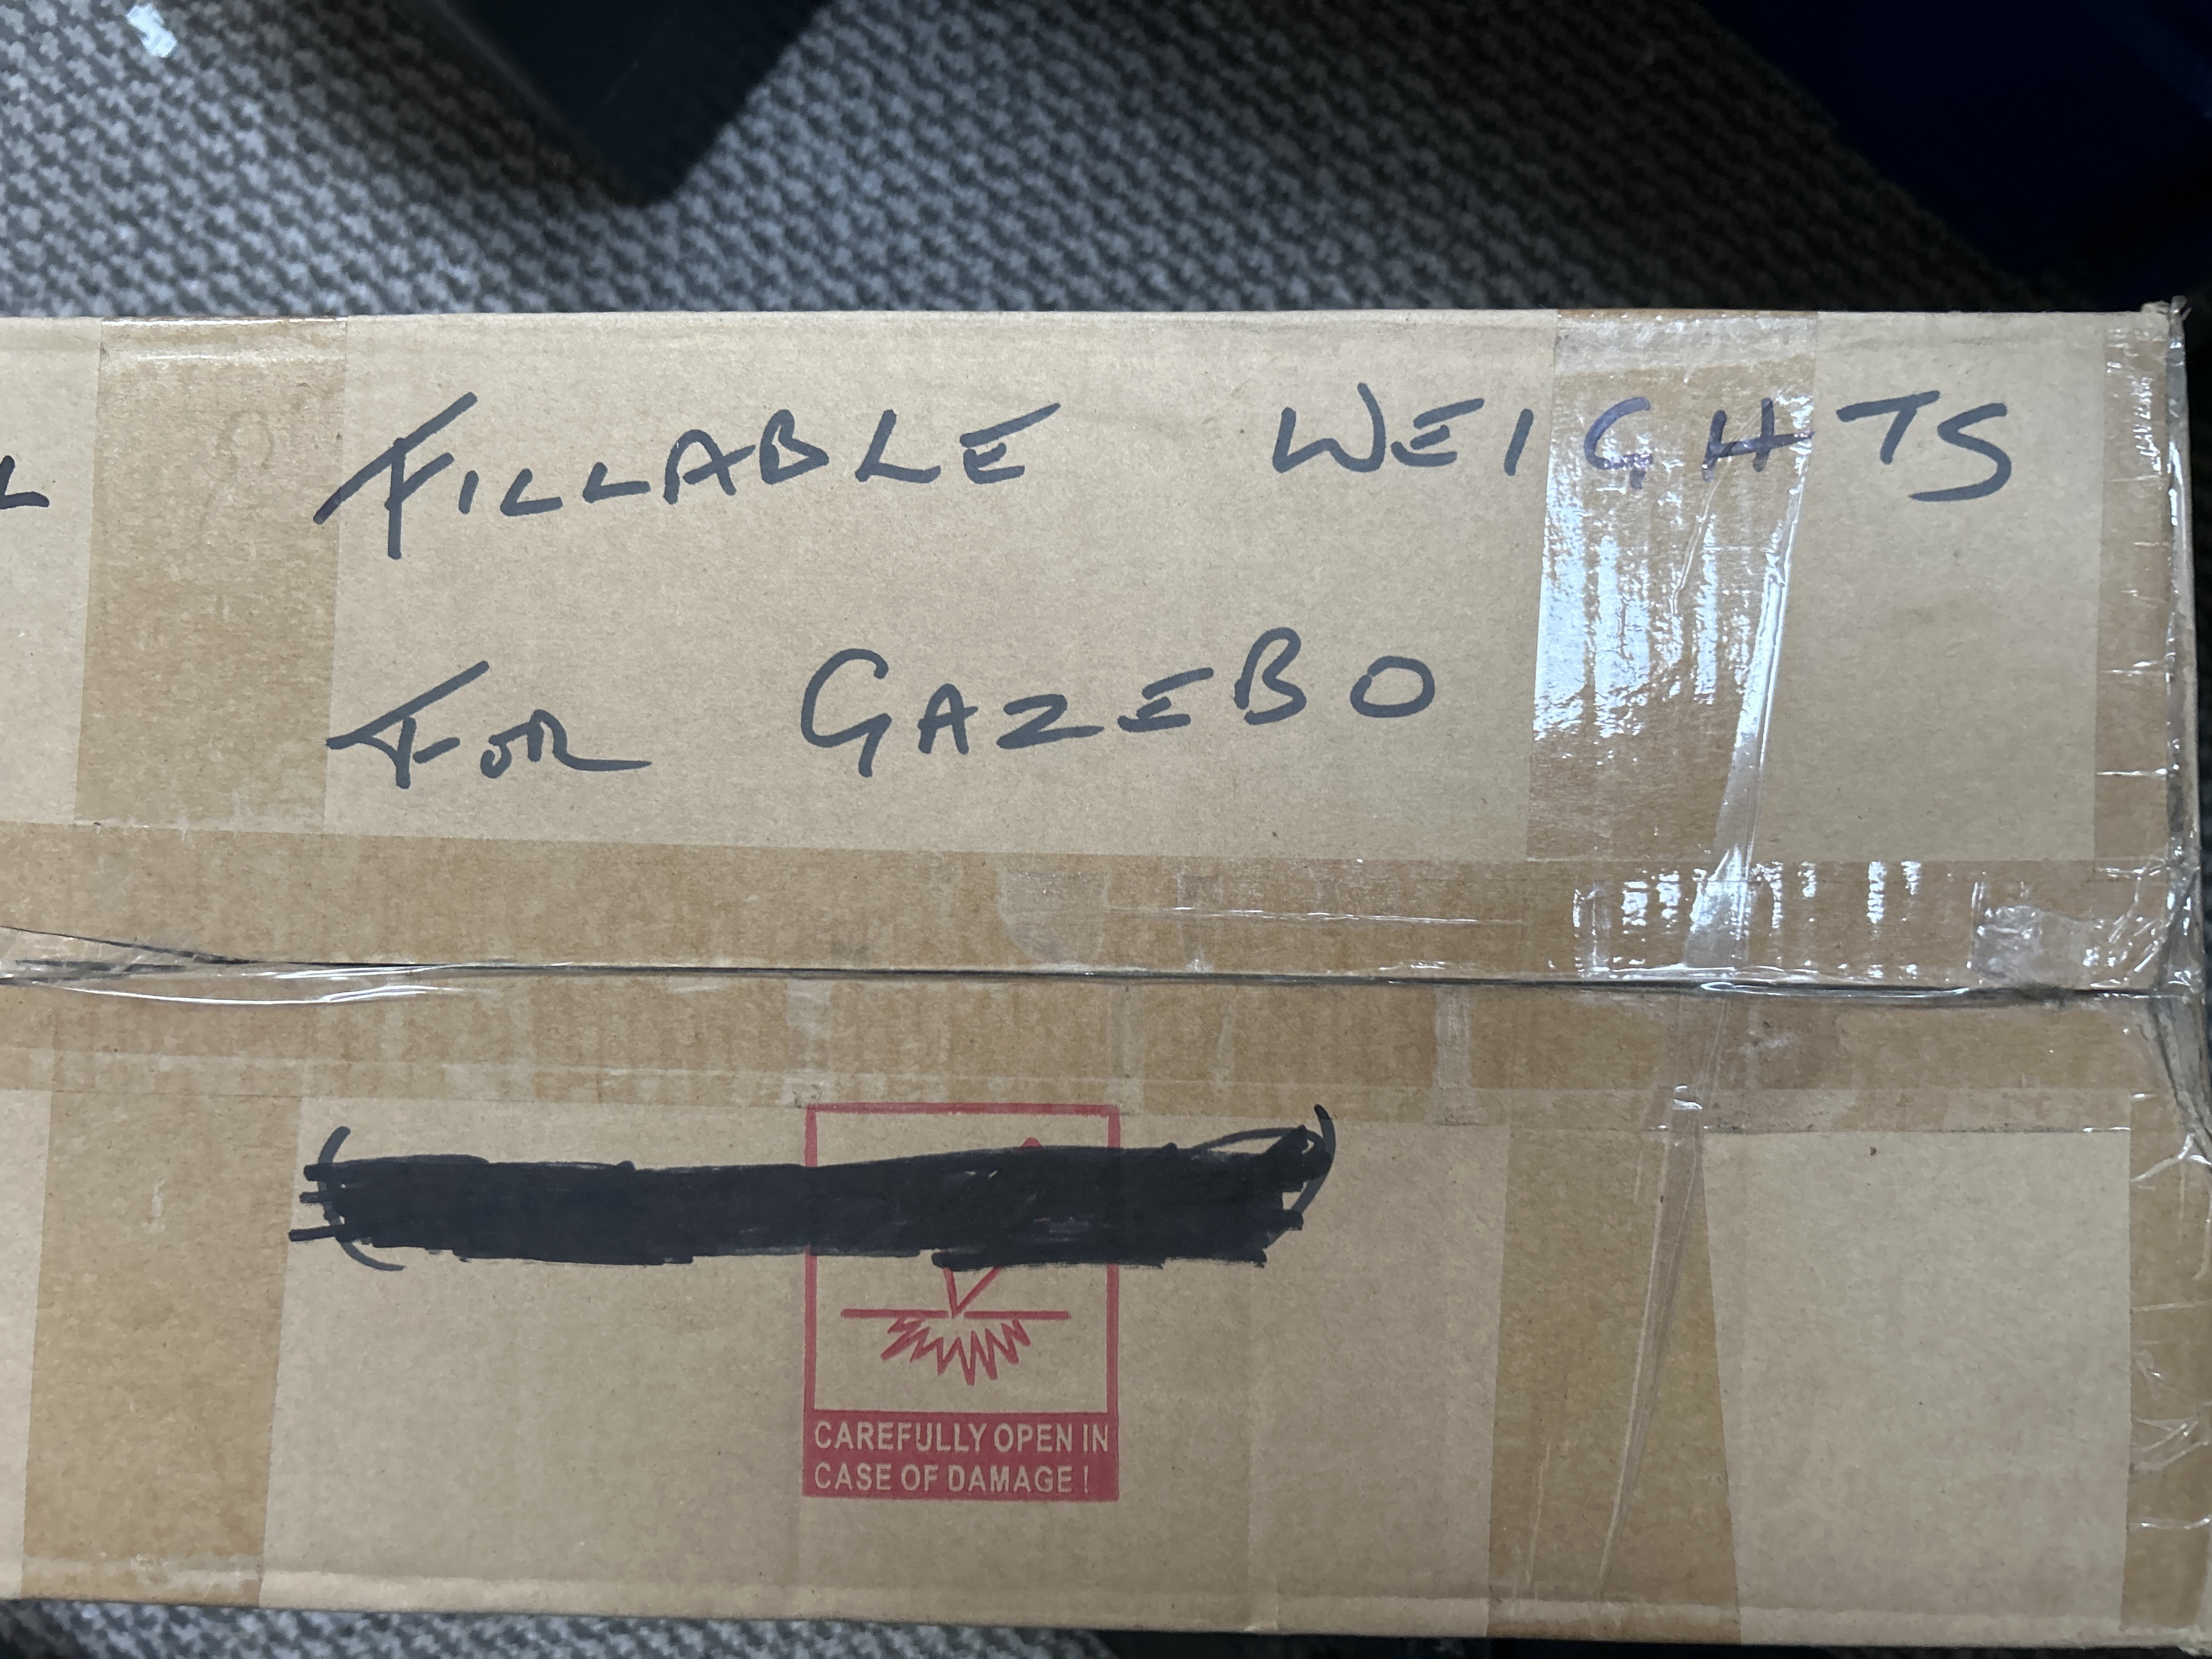 FILLABLE WEIGHTS
FOR GAZEBO
CAREFULLY OPEN IN
CASE OF DAMAGE!